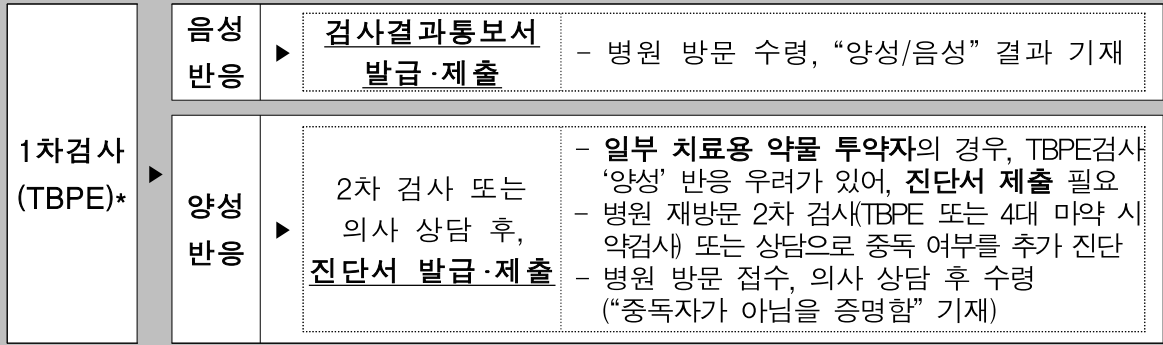 1차검사
(TBPE)*
▶
음성
반응
▶
검사결과통보서
발급·제출
- 병원 방문 수령, “양성/음성” 결과 기재
양성
반응
▶
2차 검사 또는
의사 상담 후,
진단서 발급·제출
- 일부 치료용 약물 투약자의 경우, TBPE검사
‘양성’ 반응 우려가 있어, 진단서 제출 필요
- 병원 재방문 2차 검사(TBPE 또는 4대 마약 시
약검사) 또는 상담으로 중독 여부를 추가 진단
- 병원 방문 접수, 의사 상담 후 수령
(“중독자가 아님을 증명함” 기재)